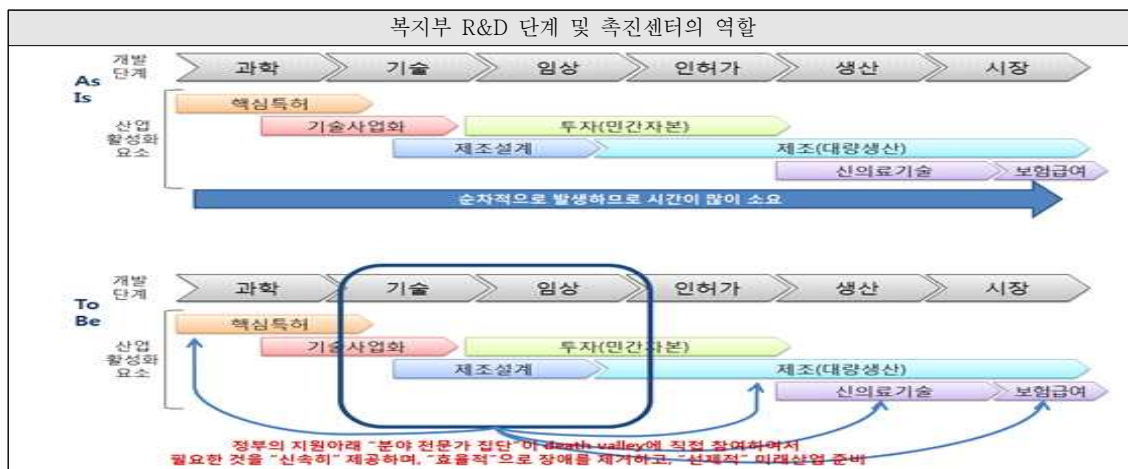 복지부 R&D 단계 및 촉진센터의 역할
As Is
개발 단계
과학 기술 임상 인허가 생산 시장
산업 활성화 요소
핵심특허
기술사업화 투자(민간자본)
제조설계 제조(대량생산)
신의료기술 보험급여
순차적으로 발생하므로 시간이 많이 소요
To Be
개발 단계
과학 기술 임상 인허가 생산 시장
산업 활성화 요소
핵심특허
기술사업화 투자(민간자본)
제조설계 제조(대량생산)
신의료기술 보험급여
정부의 지원아래 "분야 전문가 집단"이 death valley에 직접 참여하여서
필요한 것을 "신속히" 제공하며, "효율적"으로 장애를 제거하고, "선제적" 미래산업 준비